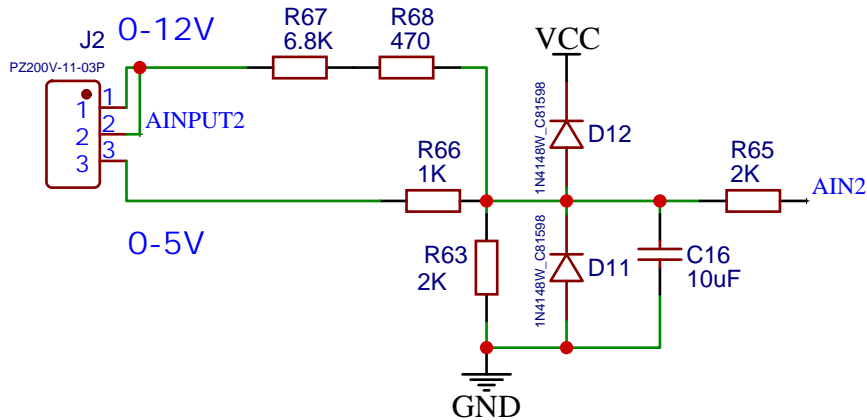 0-12V
J2
PZ200V-11-03P
1
2
3
1
2
3
AINPUT2
0-5V
R67
6.8K
R68
470
R66
1K
R63
2K
VCC
1N4148W_C81598
D12
1N4148W_C81598
D11
C16
10uF
R65
2K
AIN2
GND